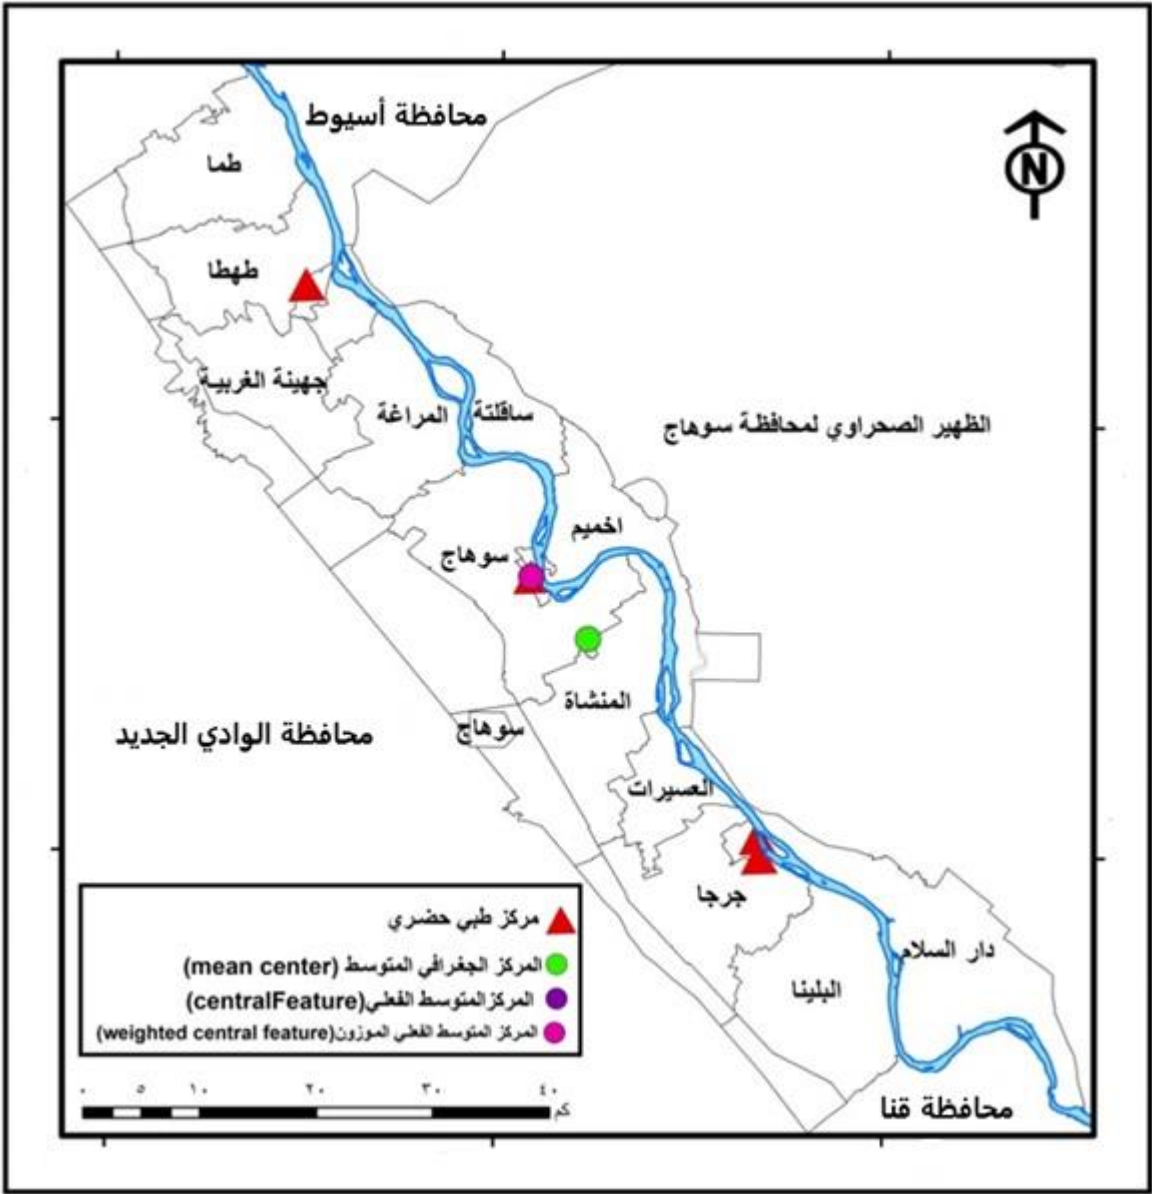 محافظة أسيوط
N
طما
طهطا
جهينة الغربية
المراغة
ساقلتة
الظهير الصحراوي لمحافظة سوهاج
اخميم
سوهاج
المنشاة
سوهاج
محافظة الوادي الجديد
العسيرات
جرجا
دار السلام
البلينا
محافظة قنا
مركز طبي حضري
المركز الجغرافي المتوسط (mean center)
المركز المتوسط الفعلي(centralFeature)
المركز المتوسط الفعلي الموزون(weighted central feature)
٠ ٥ ١٠ ٢٠ ٣٠ ٤٠
كم